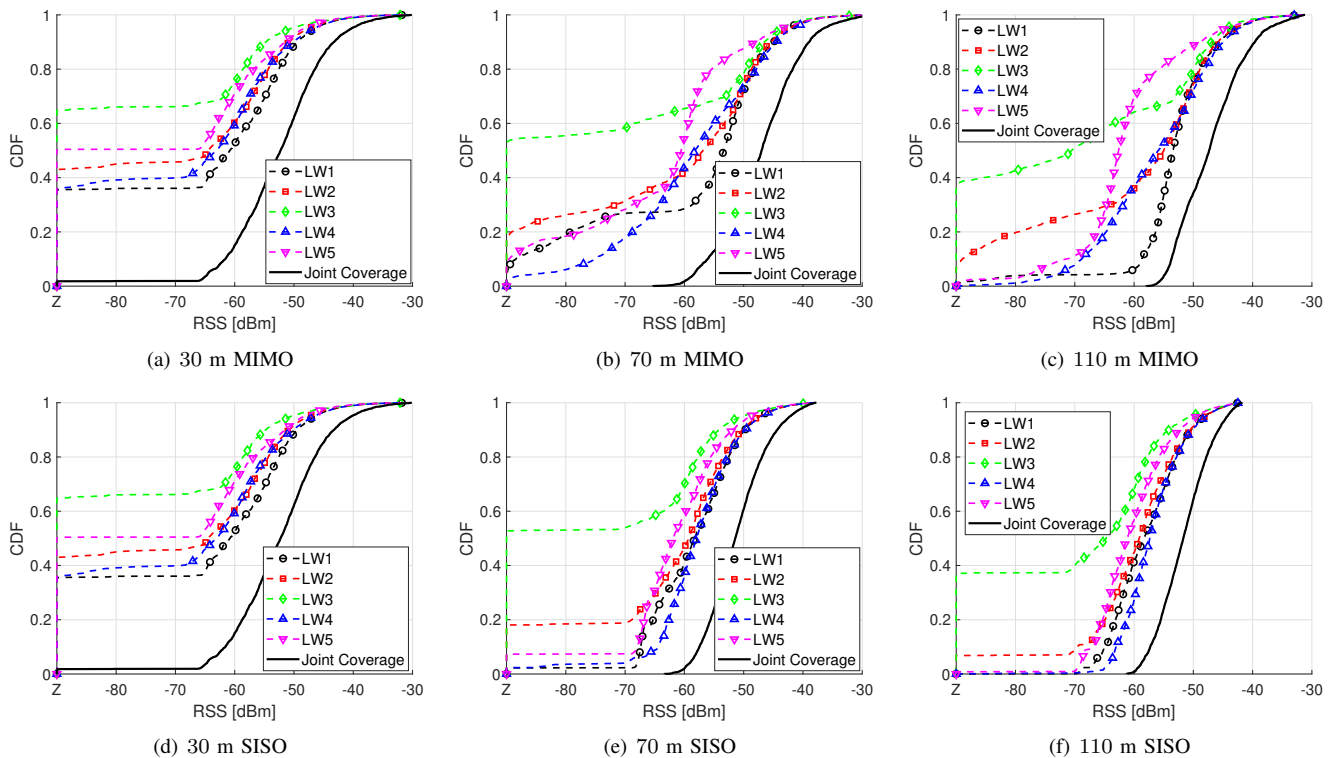 1
0.8
0.6
0.4
0.2
0
CDF
Z -80 -70 -60 -50 -40 -30
RSS [dBm]
LW1
LW2
LW3
LW4
LW5
Joint Coverage
(a) 30 m MIMO
1
0.8
0.6
0.4
0.2
0
CDF
Z -80 -70 -60 -50 -40 -30
RSS [dBm]
LW1
LW2
LW3
LW4
LW5
Joint Coverage
(b) 70 m MIMO
1
0.8
0.6
0.4
0.2
0
CDF
Z -80 -70 -60 -50 -40 -30
RSS [dBm]
LW1
LW2
LW3
LW4
LW5
Joint Coverage
(c) 110 m MIMO
1
0.8
0.6
0.4
0.2
0
CDF
Z -80 -70 -60 -50 -40 -30
RSS [dBm]
LW1
LW2
LW3
LW4
LW5
Joint Coverage
(d) 30 m SISO
1
0.8
0.6
0.4
0.2
0
CDF
Z -80 -70 -60 -50 -40 -30
RSS [dBm]
LW1
LW2
LW3
LW4
LW5
Joint Coverage
(e) 70 m SISO
1
0.8
0.6
0.4
0.2
0
CDF
Z -80 -70 -60 -50 -40 -30
RSS [dBm]
LW1
LW2
LW3
LW4
LW5
Joint Coverage
(f) 110 m SISO